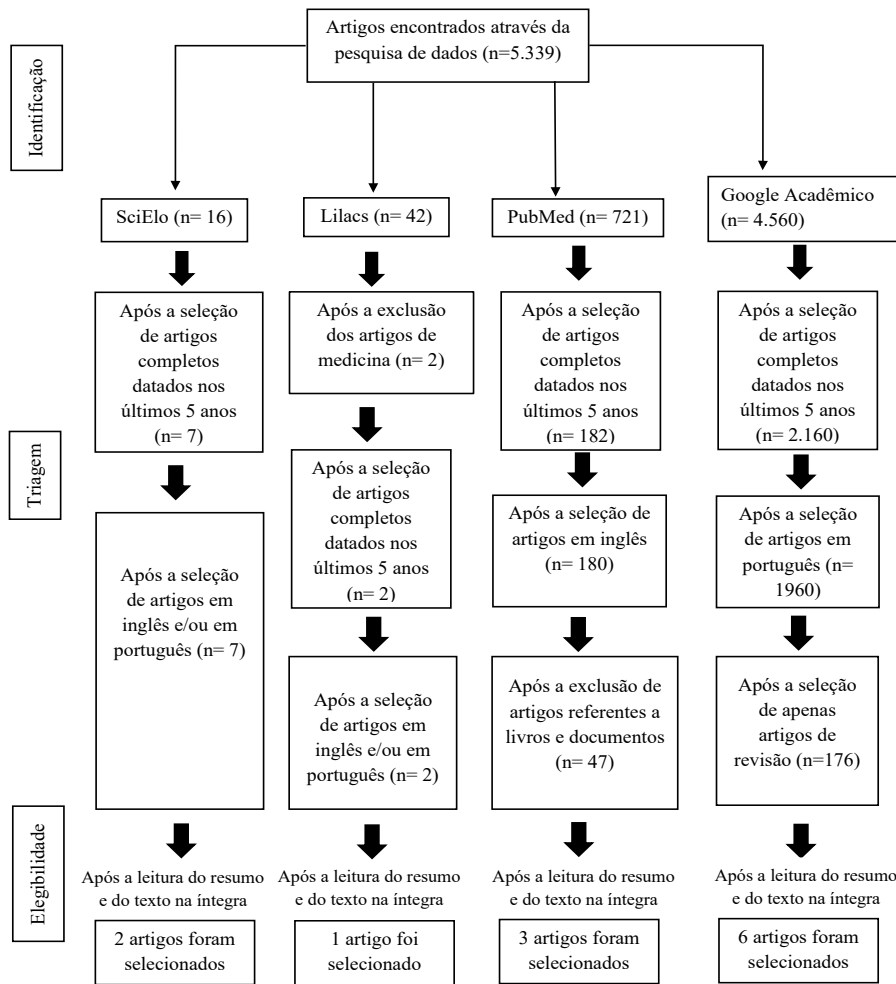 Artigos encontrados através da
pesquisa de dados (n=5.339)
Identificação
SciElo (n= 16)
Lilacs (n= 42)
PubMed (n= 721)
Google Acadêmico
(n= 4.560)
Triagem
Após a seleção
de artigos
completos
datados nos
últimos 5 anos
(n= 7)
Após a exclusão
dos artigos de
medicina (n= 2)
Após a seleção
de artigos
completos
datados nos
últimos 5 anos
(n= 182)
Após a seleção
de artigos
completos
datados nos
últimos 5 anos
(n= 2.160)
Após a seleção
de artigos em
inglês e/ou em
português (n= 7)
Após a seleção
de artigos
completos
datados nos
últimos 5 anos
(n= 2)
Após a seleção de
artigos em inglês
(n= 180)
Após a seleção
de artigos em
português (n=
1960)
Após a seleção
de artigos em
inglês e/ou em
português (n= 2)
Após a exclusão de
artigos referentes a
livros e documentos
(n= 47)
Após a seleção
de apenas
artigos de
revisão (n=176)
Elegibilidade
Após a leitura do resumo
e do texto na íntegra
Após a leitura do resumo
e do texto na íntegra
Após a leitura do resumo
e do texto na íntegra
Após a leitura do resumo
e do texto na íntegra
2 artigos foram
selecionados
1 artigo foi
selecionado
3 artigos foram
selecionados
6 artigos foram
selecionados